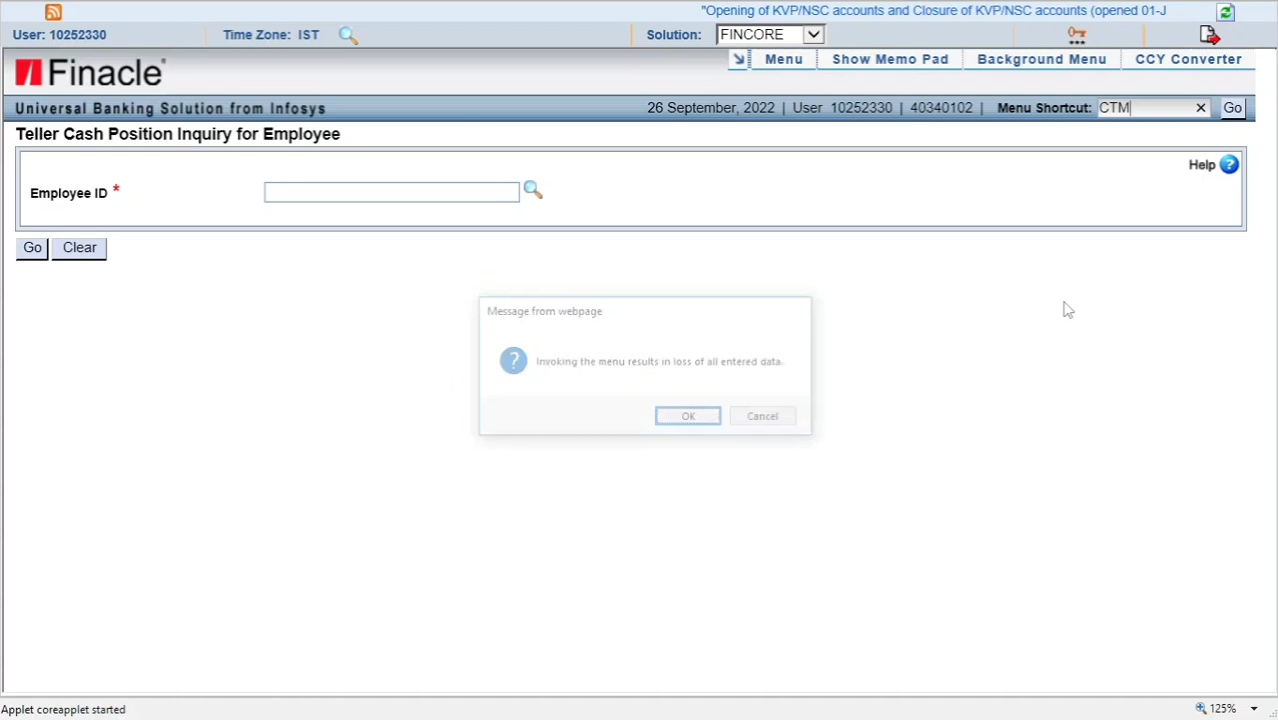 "Opening of KVP/NSC accounts and Closure of KVP/NSC accounts (opened 01-J
User: 10252330 Time Zone: IST Solution: FINCORE
Finacle
Menu Show Memo Pad Background Menu CCY Converter
Universal Banking Solution from Infosys 26 September, 2022 | User 10252330 | 40340102 | Menu Shortcut: CTM Go
Teller Cash Position Inquiry for Employee
Help ?
Employee ID *
Go Clear
Message from webpage
? Invoking the menu results in loss of all entered data.
OK Cancel
Applet coreapplet started 125%